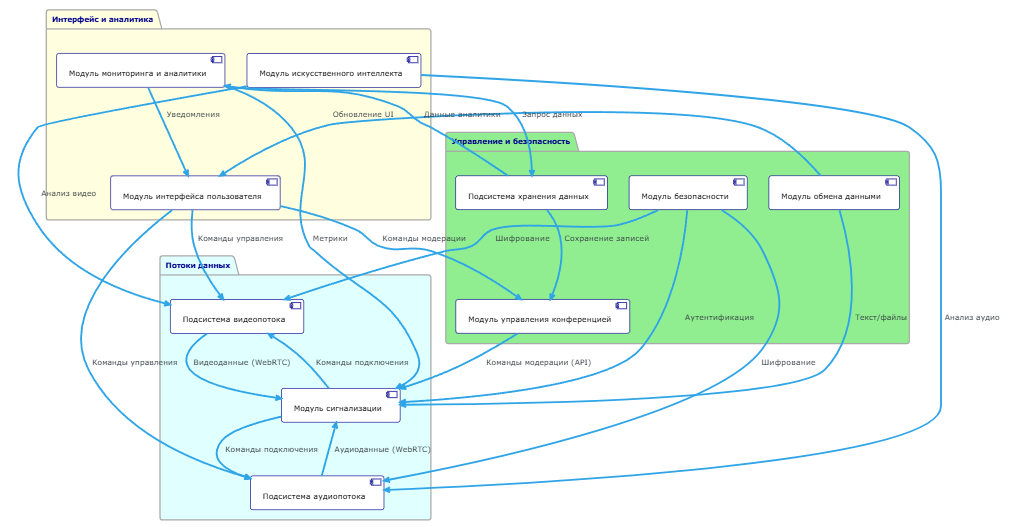 Интерфейс и аналитика
Модуль мониторинга и аналитики
Модуль искусственного интеллекта
Уведомления
Обновление UI
Данные аналитики
Запрос данных
Управление и безопасность
Анализ видео
Модуль интерфейса пользователя
Подсистема хранения данных
Модуль безопасности
Модуль обмена данными
Команды управления
Метрики
Команды модерации
Шифрование
Сохранение записей
Потоки данных
Подсистема видеопотока
Модуль управления конференцией
Аутентификация
Текст/файлы
Анализ аудио
Команды управления
Видеоданные (WebRTC)
Команды подключения
Команды модерации (API)
Шифрование
Модуль сигнализации
Команды подключения
Аудиоданные (WebRTC)
Подсистема аудиопотока